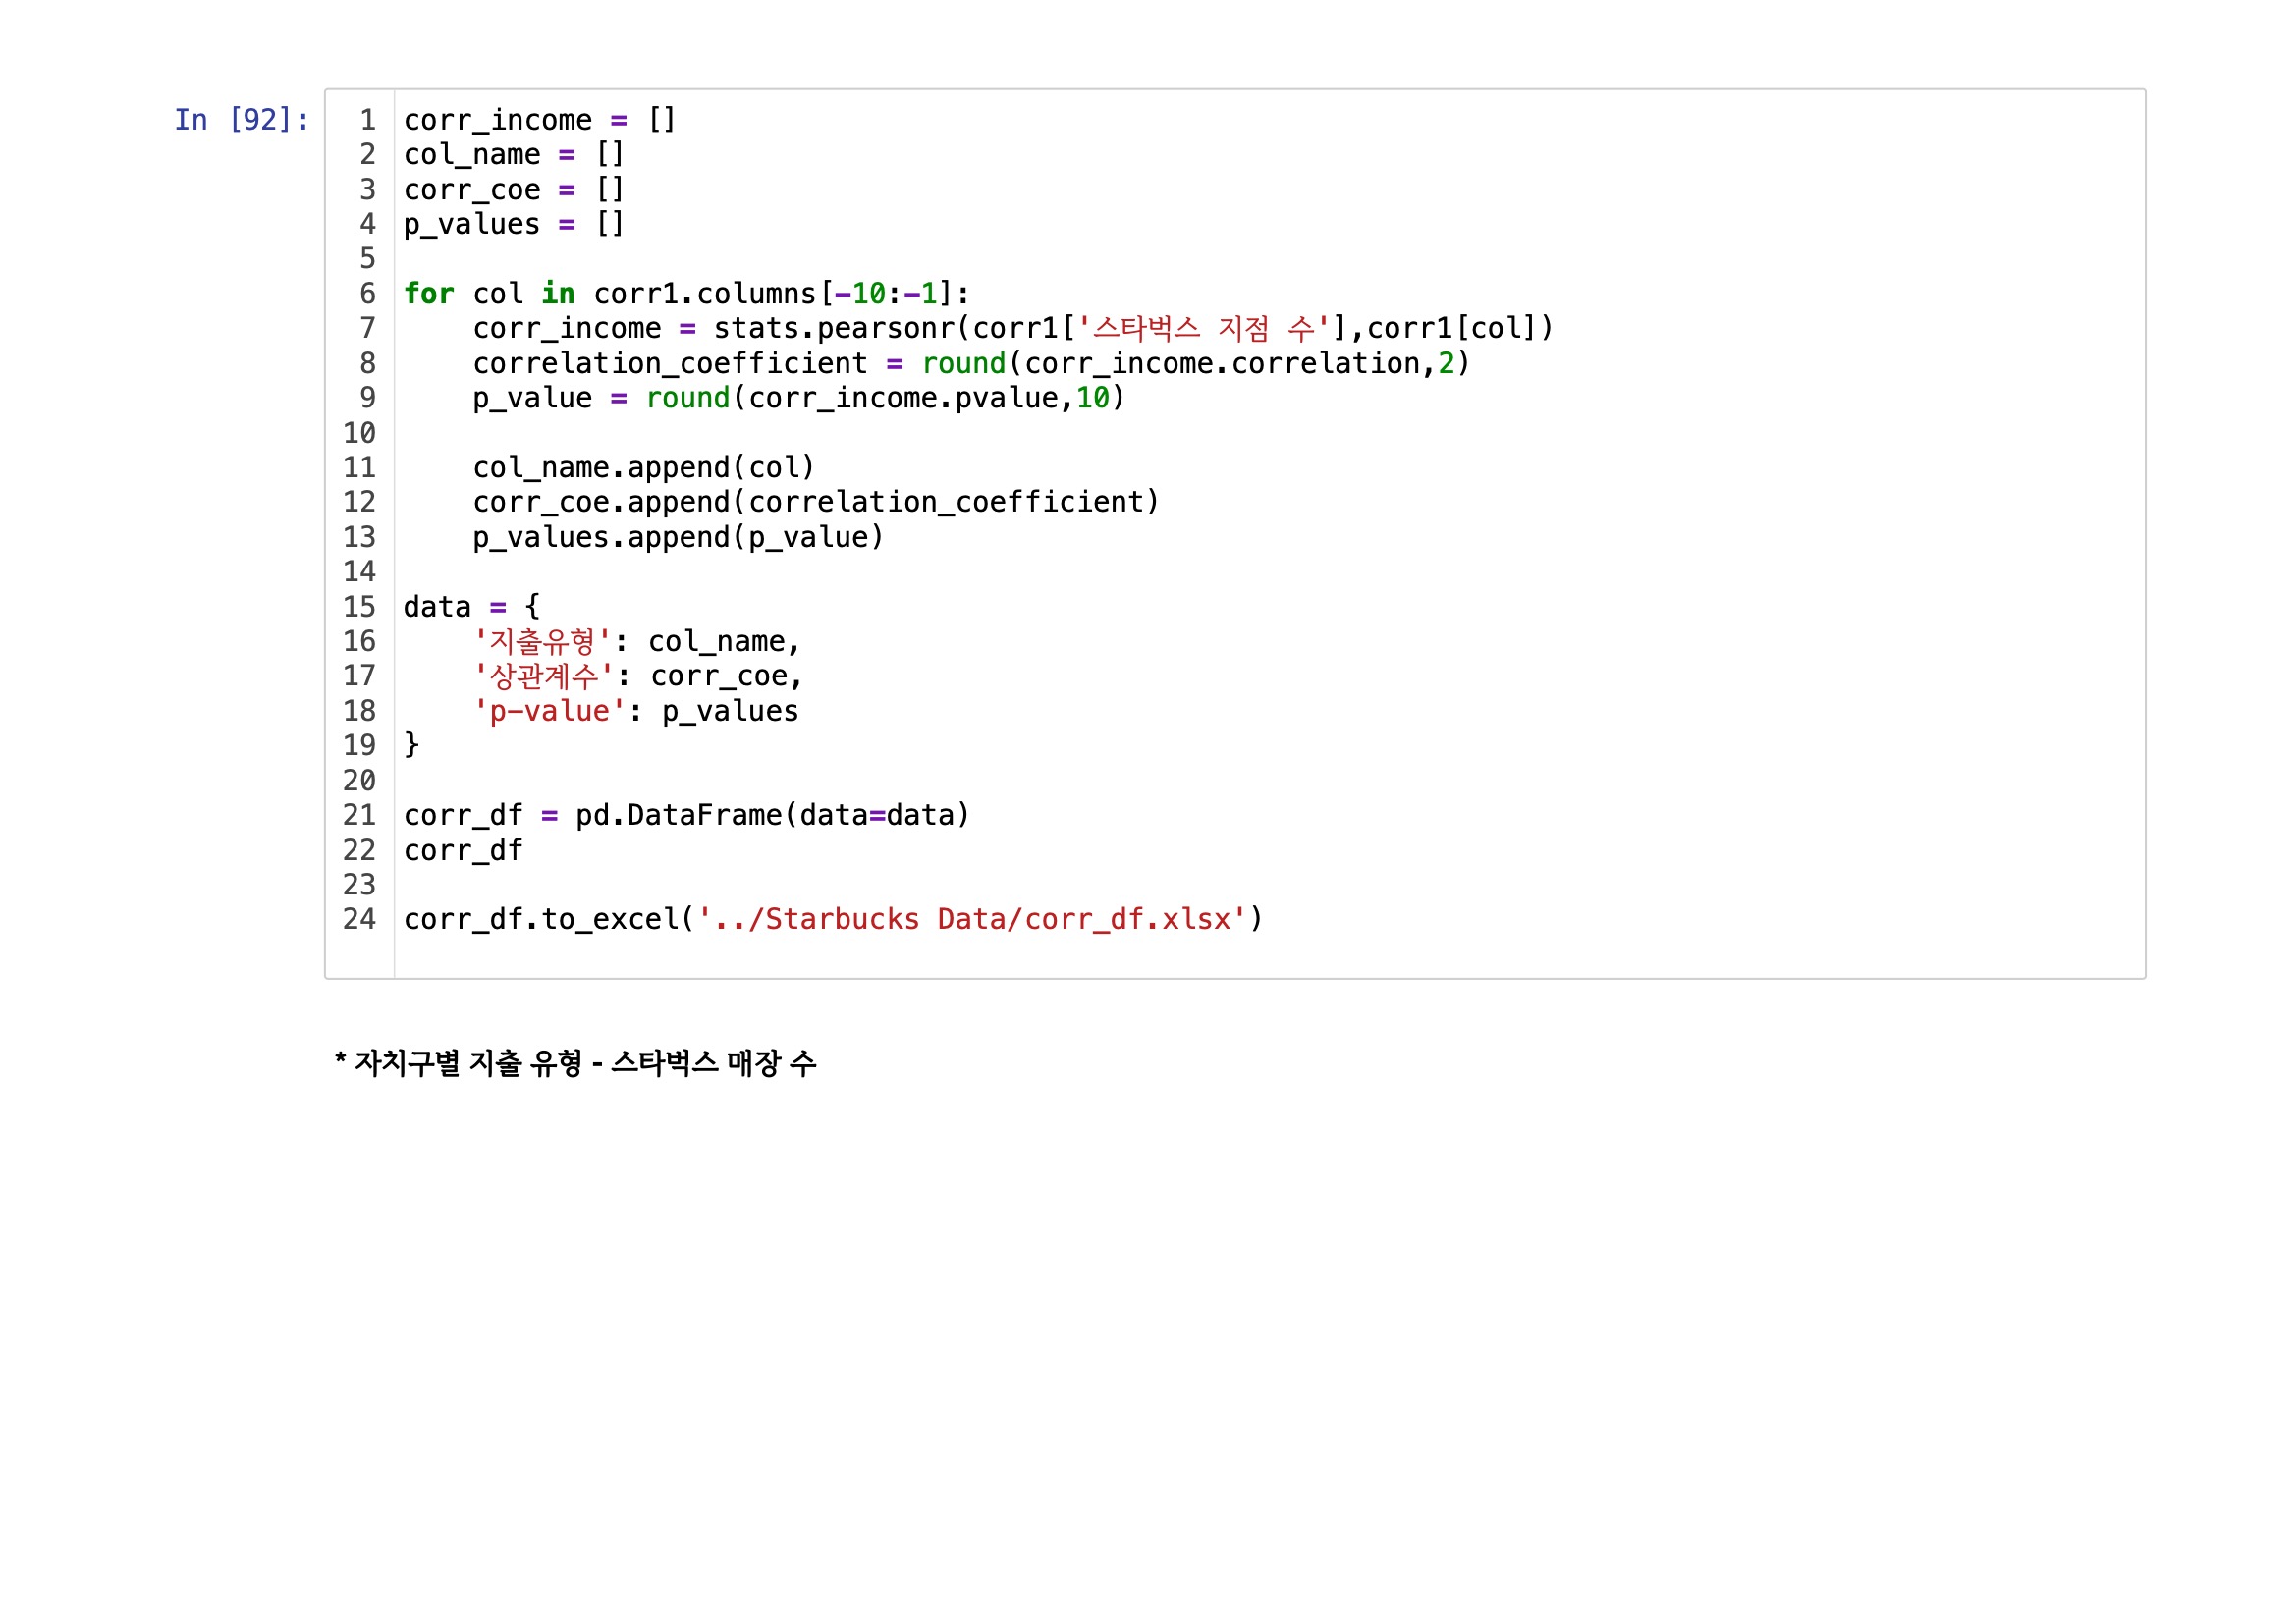 In [92]:
1 corr_income = []
2 col_name = []
3 corr_coe = []
4 p_values = []
5
6 for col in corr1.columns[-10:-1]:
7     corr_income = stats.pearsonr(corr1['스타벅스 지점 수'],corr1[col])
8     correlation_coefficient = round(corr_income.correlation,2)
9     p_value = round(corr_income.pvalue,10)
10
11     col_name.append(col)
12     corr_coe.append(correlation_coefficient)
13     p_values.append(p_value)
14
15 data = {
16     '지출유형': col_name,
17     '상관계수': corr_coe,
18     'p-value': p_values
19 }
20
21 corr_df = pd.DataFrame(data=data)
22 corr_df
23
24 corr_df.to_excel('../Starbucks Data/corr_df.xlsx')
* 자치구별 지출 유형 - 스타벅스 매장 수